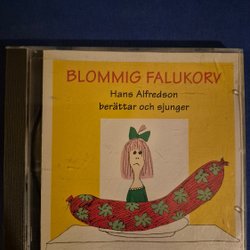 BLOMMIG FALUKORV
Hans Alfredson
berättar och sjunger